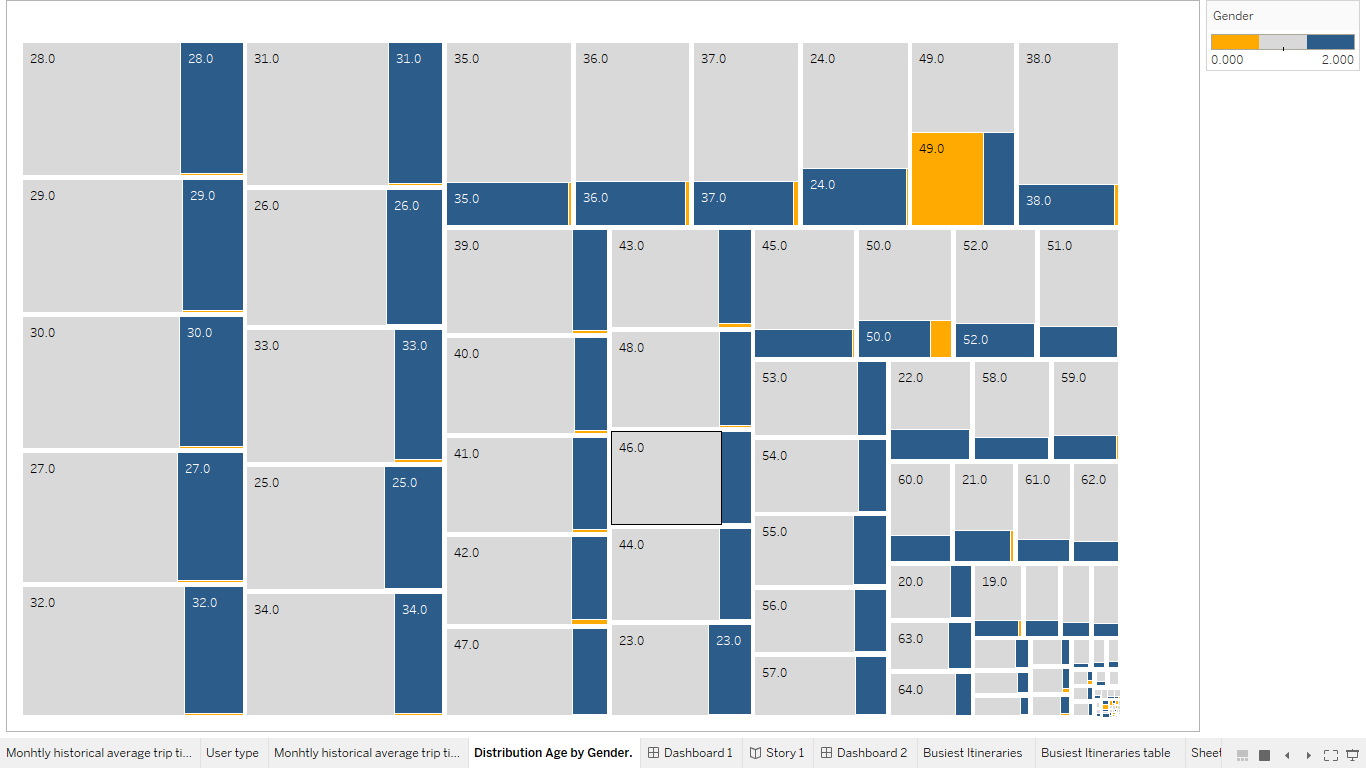 Gender
0.000 2.000
28.0 28.0 31.0 31.0 35.0 36.0 37.0 24.0 49.0 38.0
49.0
24.0
29.0 29.0 26.0 26.0 35.0 36.0 37.0 38.0
39.0 43.0 45.0 50.0 52.0 51.0
30.0 30.0 33.0 33.0 40.0 48.0 50.0 52.0
53.0 22.0 58.0 59.0
27.0 27.0 25.0 25.0 41.0 46.0 54.0 60.0 21.0 61.0 62.0
42.0 44.0 55.0
32.0 32.0 34.0 34.0 56.0 20.0 19.0
47.0 23.0 23.0 57.0 63.0
64.0
Monhtly historical average trip ti... User type Monhtly historical average trip ti... Distribution Age by Gender. Dashboard 1 Story 1 Dashboard 2 Busiest Itineraries Busiest Itineraries table Sheet